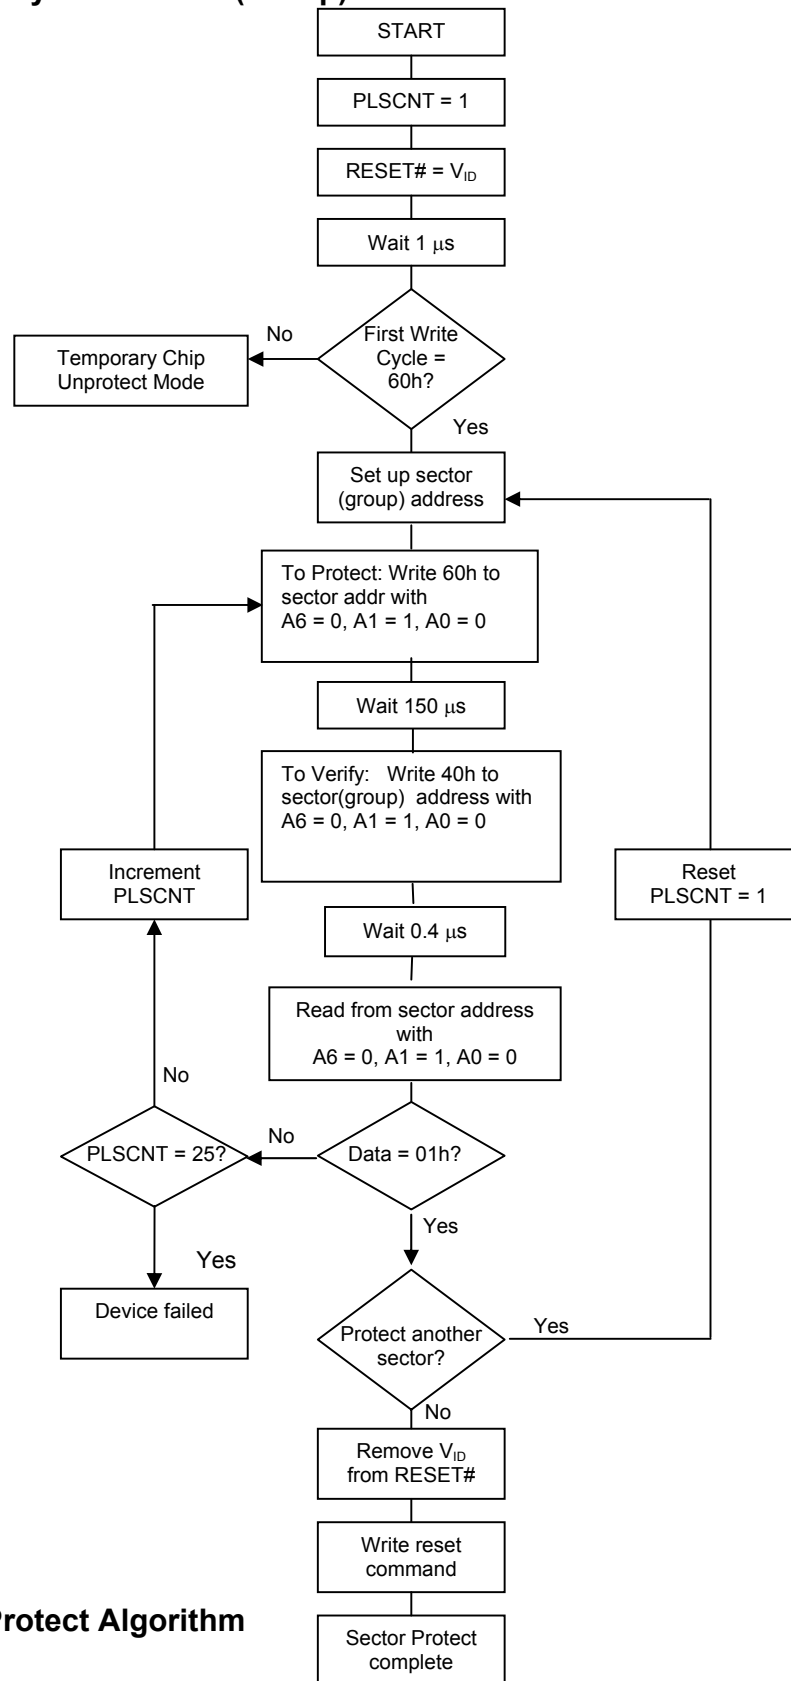 START
PLSCNT = 1
RESET# = VID
Wait 1 μs
First Write
Cycle =
60h?
No
Temporary Chip
Unprotect Mode
Yes
Set up sector
(group) address
To Protect: Write 60h to
sector addr with
A6 = 0, A1 = 1, A0 = 0
Wait 150 μs
To Verify: Write 40h to
sector(group) address with
A6 = 0, A1 = 1, A0 = 0
Increment
PLSCNT
Reset
PLSCNT = 1
Wait 0.4 μs
Read from sector address
with
A6 = 0, A1 = 1, A0 = 0
No
PLSCNT = 25?
No
Data = 01h?
Yes
Yes
Device failed
Protect another
sector?
Yes
No
Remove VID
from RESET#
Write reset
command
Protect Algorithm
Sector Protect
complete